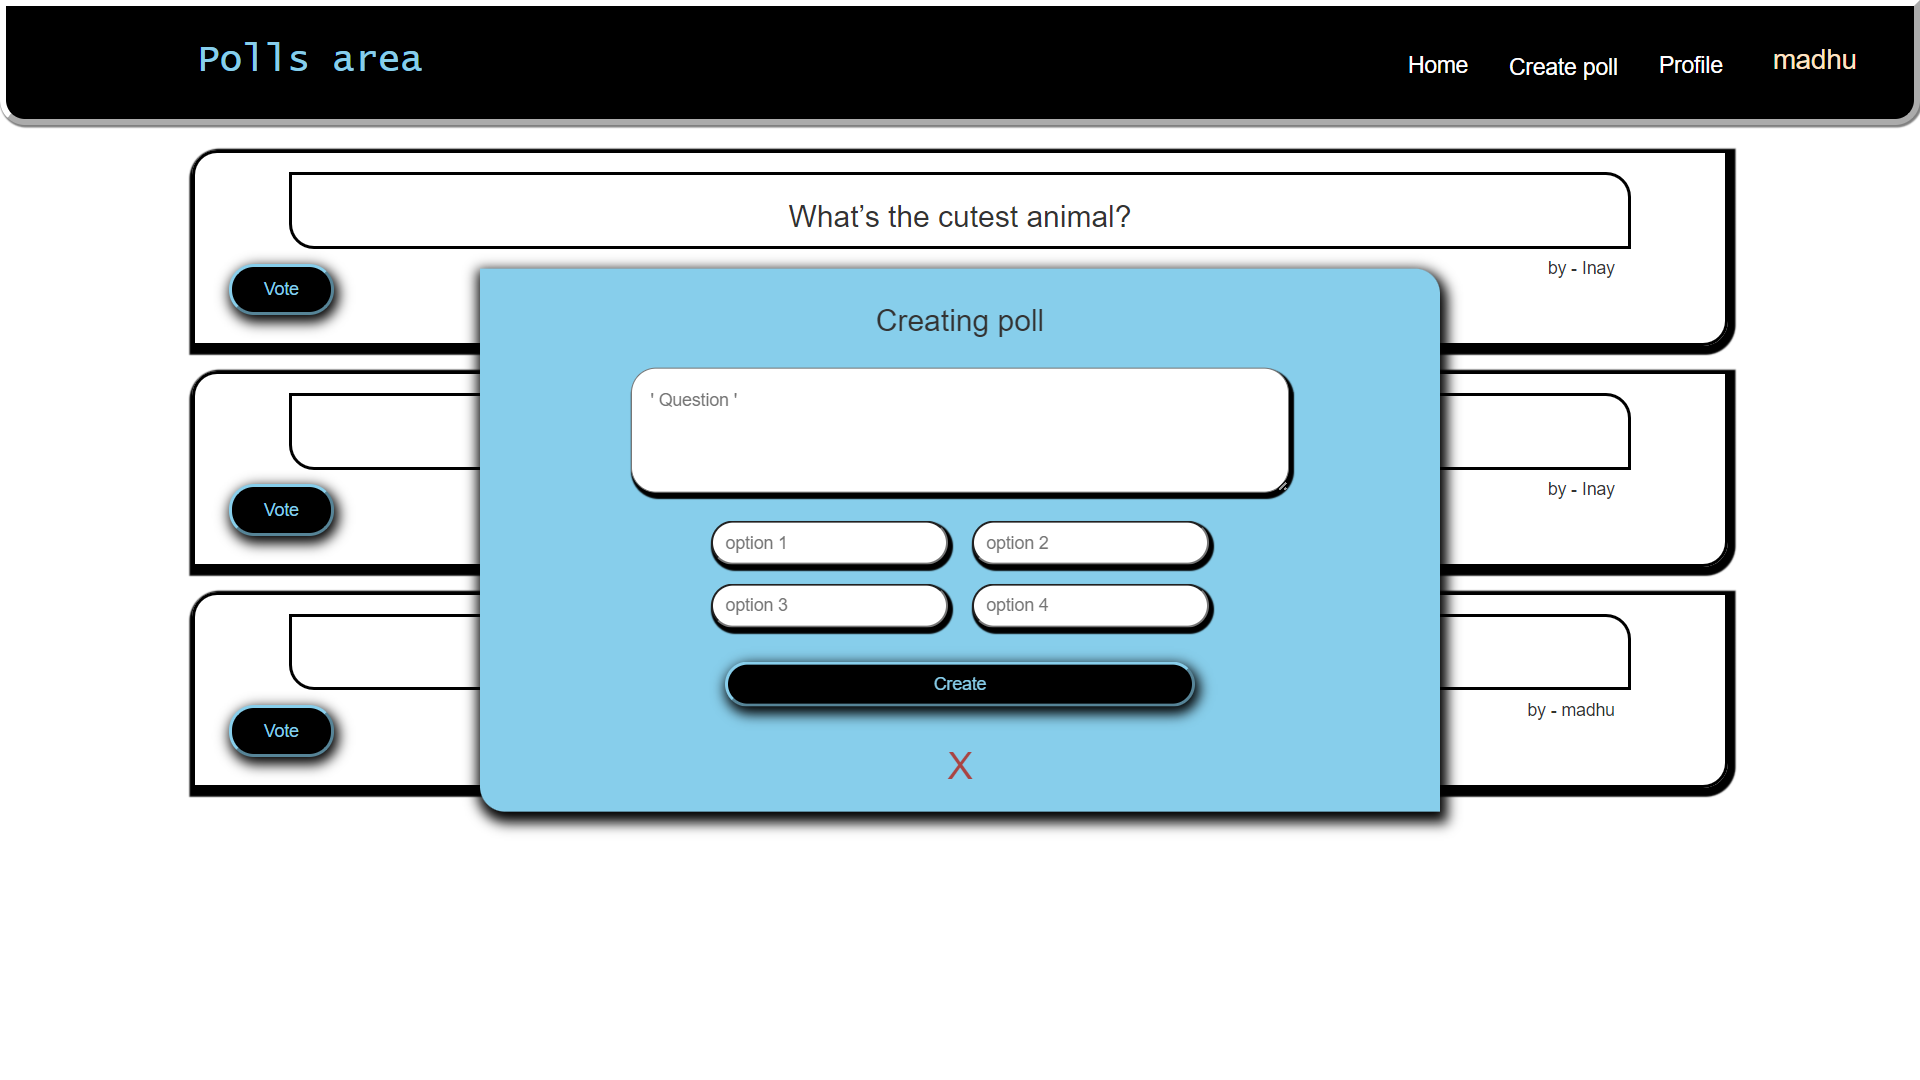 Polls area
Home Create poll Profile madhu
What’s the cutest animal?
by - Inay
Vote
Creating poll
' Question '
by - Inay
Vote
option 1 option 2
option 3 option 4
Create
by - madhu
Vote
X